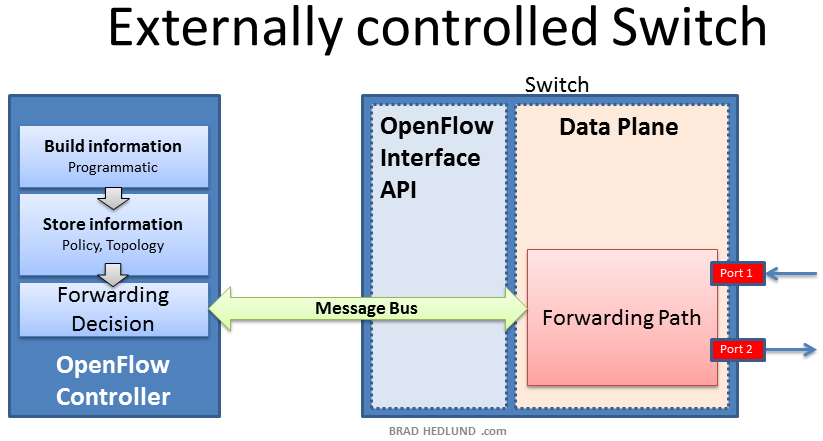 Externally controlled Switch
Switch
Build information
Programmatic
Store information
Policy, Topology
Forwarding
Decision
OpenFlow
Controller
Message Bus
OpenFlow
Interface
API
Data Plane
Forwarding Path
Port 1
Port 2
BRAD HEDLUND .com